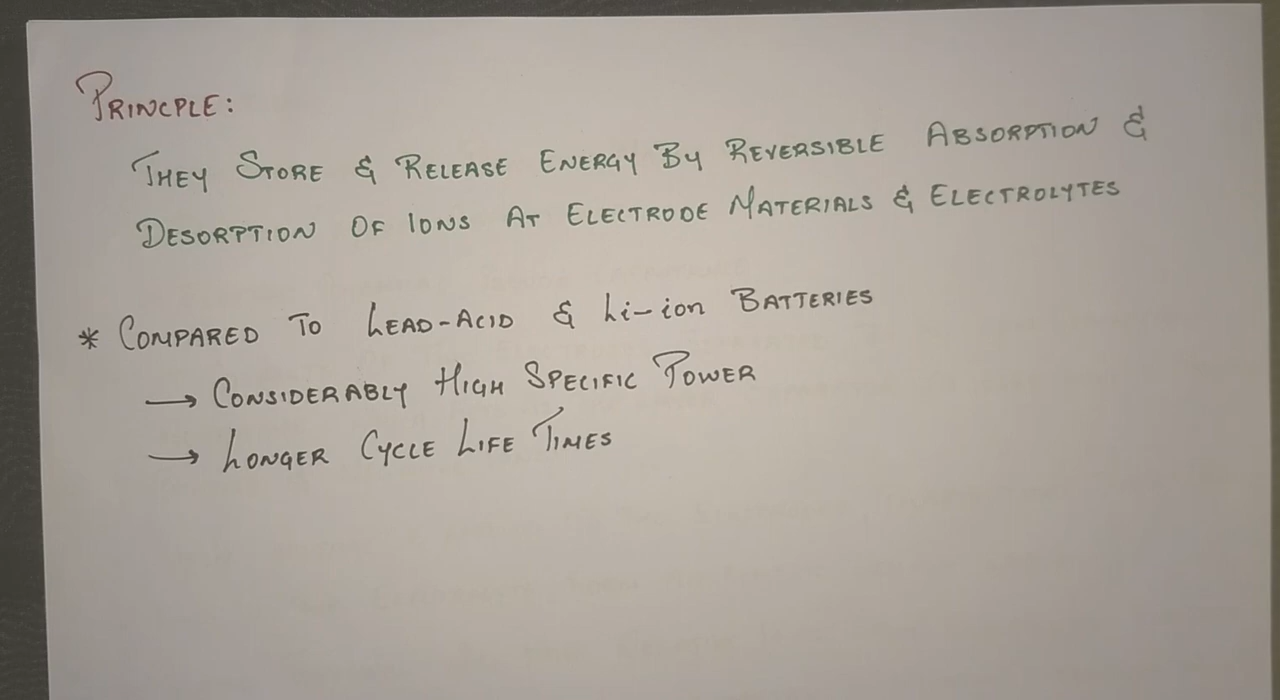 PRINCPLE:
THEY STORE & RELEASE ENERGY BY REVERSIBLE ABSORPTION &
DESORPTION OF IONS AT ELECTRODE MATERIALS & ELECTROLYTES
* COMPARED TO LEAD-ACID & Li-ion BATTERIES
→ CONSIDERABLY HIGH SPECIFIC POWER
→ LONGER CYCLE LIFE TIMES